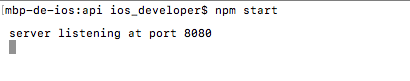 [mbp-de-ios:api ios_developer$ npm start
server listening at port 8080